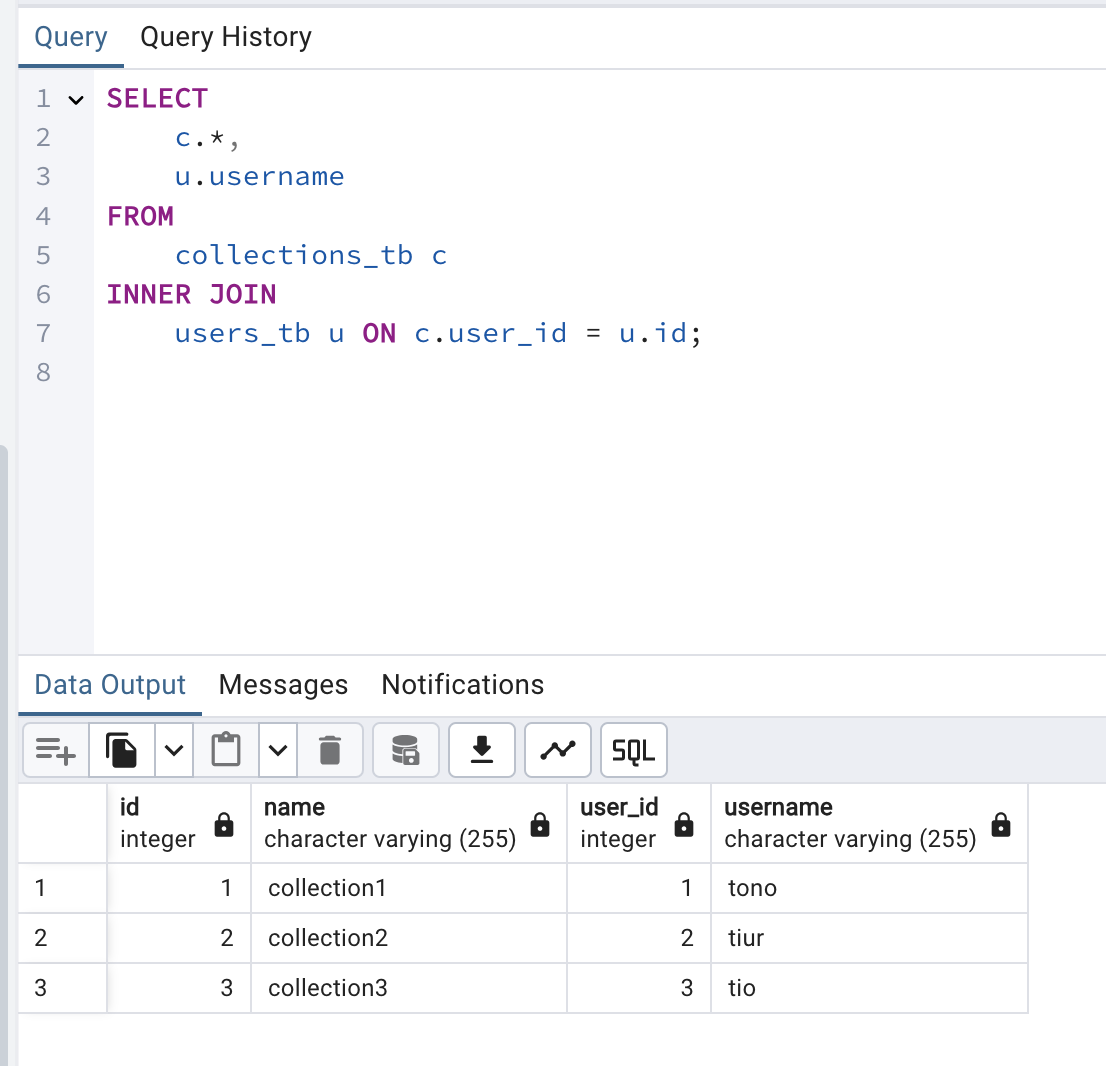 Query Query History
1 SELECT
2 c.*,
3 u.username
4 FROM
5 collections_tb c
6 INNER JOIN
7 users_tb u ON c.user_id = u.id;
8
Data Output Messages Notifications
SQL
id name user_id username
integer character varying (255) integer character varying (255)
1 1 collection1 1 tono
2 2 collection2 2 tiur
3 3 collection3 3 tio